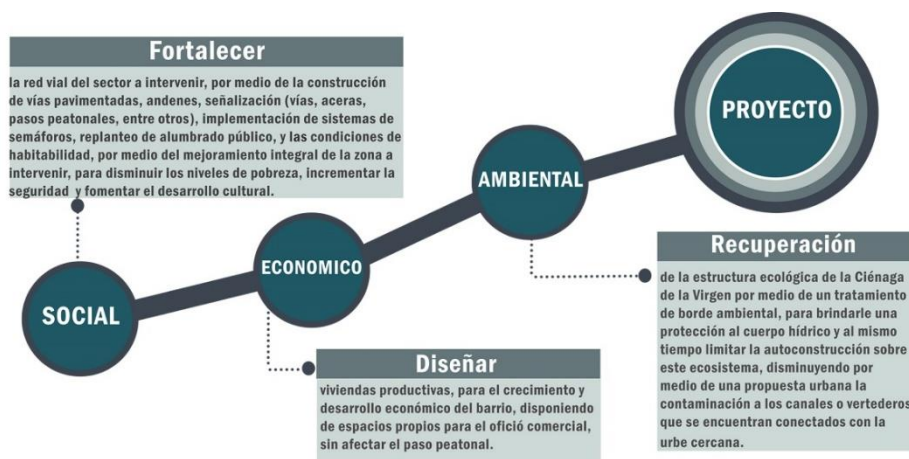 Fortalecer
la red vial del sector a intervenir, por medio de la construcción
de vías pavimentadas, andenes, señalización (vías, aceras,
pasos peatonales, entre otros), implementación de sistemas de
semáforos, replanteo de alumbrado público, y las condiciones de
habitabilidad, por medio del mejoramiento integral de la zona a
intervenir, para disminuir los niveles de pobreza, incrementar la
seguridad y fomentar el desarrollo cultural.
SOCIAL
ECONOMICO
AMBIENTAL
PROYECTO
Diseñar
viviendas productivas, para el crecimiento y
desarrollo económico del barrio, disponiendo
de espacios propios para el ofició comercial,
sin afectar el paso peatonal.
Recuperación
de la estructura ecológica de la Ciénaga
de la Virgen por medio de un tratamiento
de borde ambiental, para brindarle una
protección al cuerpo hídrico y al mismo
tiempo limitar la autoconstrucción sobre
este ecosistema, disminuyendo por
medio de una propuesta urbana la
contaminación a los canales o vertederos
que se encuentran conectados con la
urbe cercana.